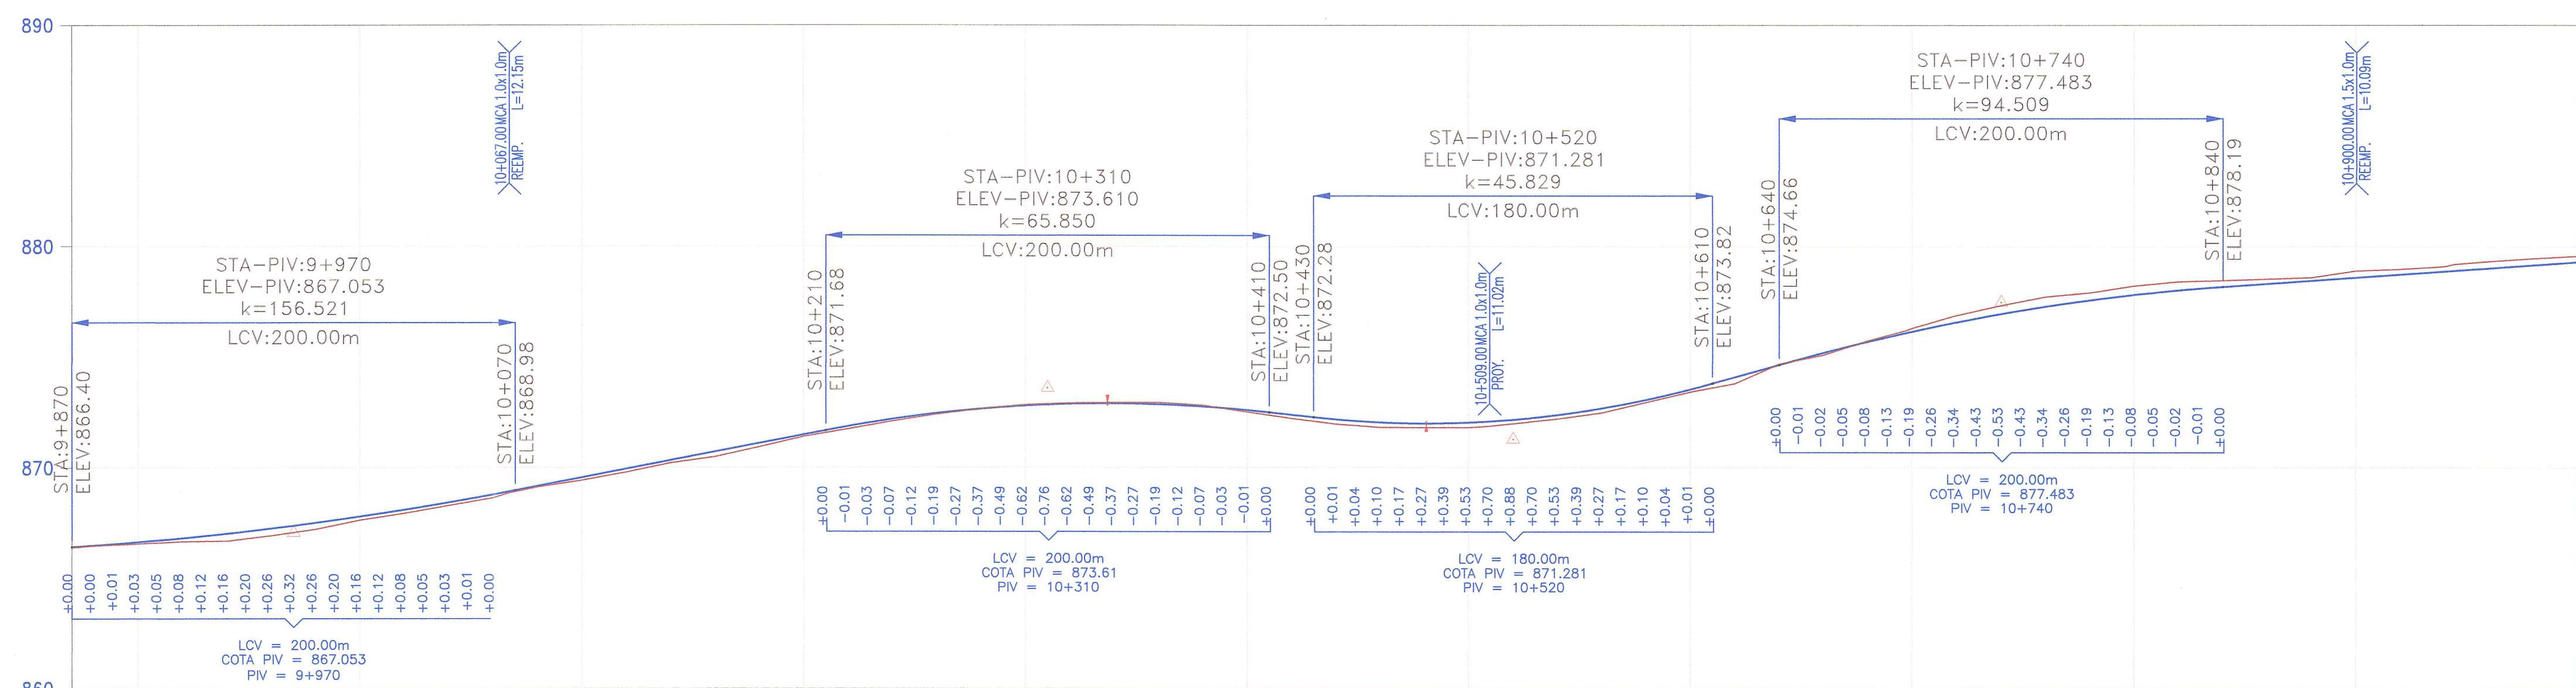 890
880
870
860
STA:9+870
ELEV:866.40
STA-PIV:9+970
ELEV-PIV:867.053
k=156.521
LCV:200.00m
STA:10+070
ELEV:868.98
+0.00
+0.00
+0.01
+0.03
+0.05
+0.08
+0.12
+0.16
+0.20
+0.26
+0.32
+0.26
+0.20
+0.16
+0.12
+0.08
+0.05
+0.03
+0.01
+0.00
LCV = 200.00m
COTA PIV = 867.053
PIV = 9+970
10+067.00 MCA 1.0x1.0m
REEMP. L=12.15m
STA-PIV:10+310
ELEV-PIV:873.610
k=65.850
LCV:200.00m
STA:10+210
ELEV:871.68
STA:10+410
ELEV:872.50
+0.00
-0.01
-0.03
-0.07
-0.12
-0.19
-0.27
-0.37
-0.49
-0.62
-0.76
-0.62
-0.49
-0.37
-0.27
-0.19
-0.12
-0.07
-0.03
-0.01
+0.00
LCV = 200.00m
COTA PIV = 873.61
PIV = 10+310
STA-PIV:10+520
ELEV-PIV:871.281
k=45.829
LCV:180.00m
STA:10+430
ELEV:872.28
10+509.00 MCA 1.0x1.0m
PROY. L=11.02m
STA:10+610
ELEV:873.82
+0.00
+0.01
+0.04
+0.10
+0.17
+0.27
+0.39
+0.53
+0.70
+0.88
+0.70
+0.53
+0.39
+0.27
+0.17
+0.10
+0.04
+0.01
+0.00
LCV = 180.00m
COTA PIV = 871.281
PIV = 10+520
STA-PIV:10+740
ELEV-PIV:877.483
k=94.509
LCV:200.00m
STA:10+640
ELEV:874.66
STA:10+840
ELEV:878.19
+0.00
-0.01
-0.02
-0.05
-0.08
-0.13
-0.19
-0.26
-0.34
-0.43
-0.53
-0.43
-0.34
-0.26
-0.19
-0.13
-0.08
-0.05
-0.02
-0.01
+0.00
LCV = 200.00m
COTA PIV = 877.483
PIV = 10+740
10+900.00 MCA 1.5x1.0m
REEMP. L=10.09m